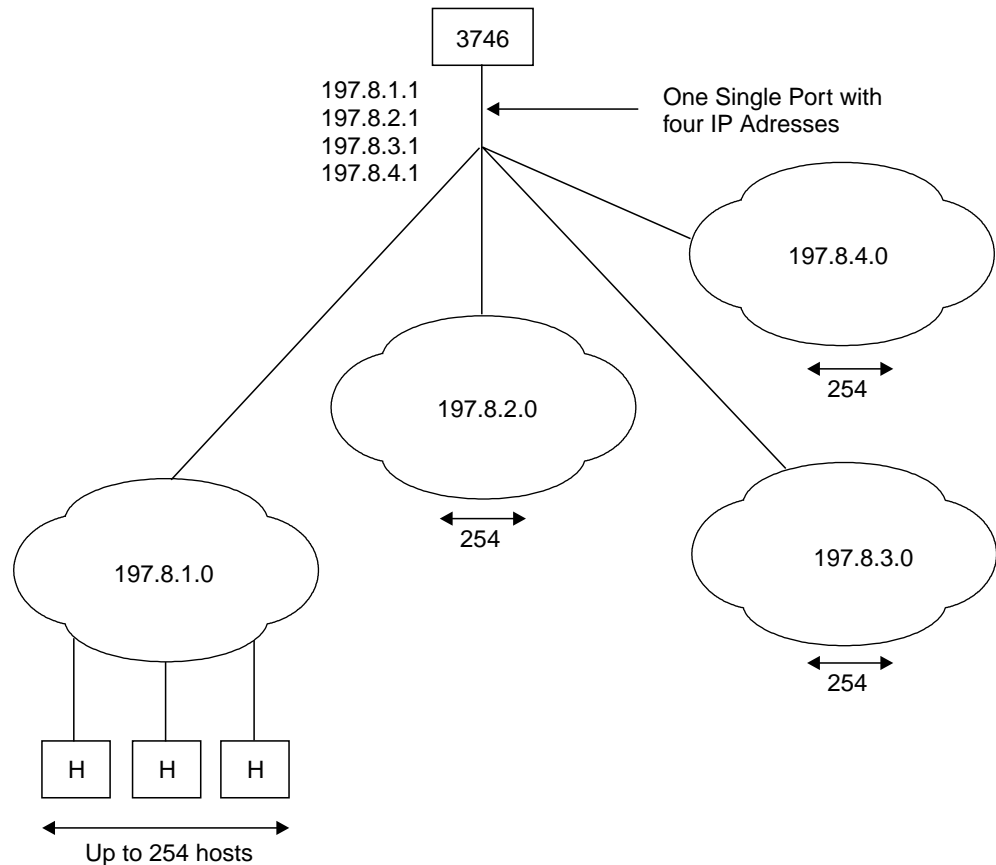 3746
197.8.1.1
197.8.2.1
197.8.3.1
197.8.4.1
One Single Port with
four IP Adresses
197.8.4.0
254
197.8.2.0
254
197.8.3.0
254
197.8.1.0
H
H
H
Up to 254 hosts